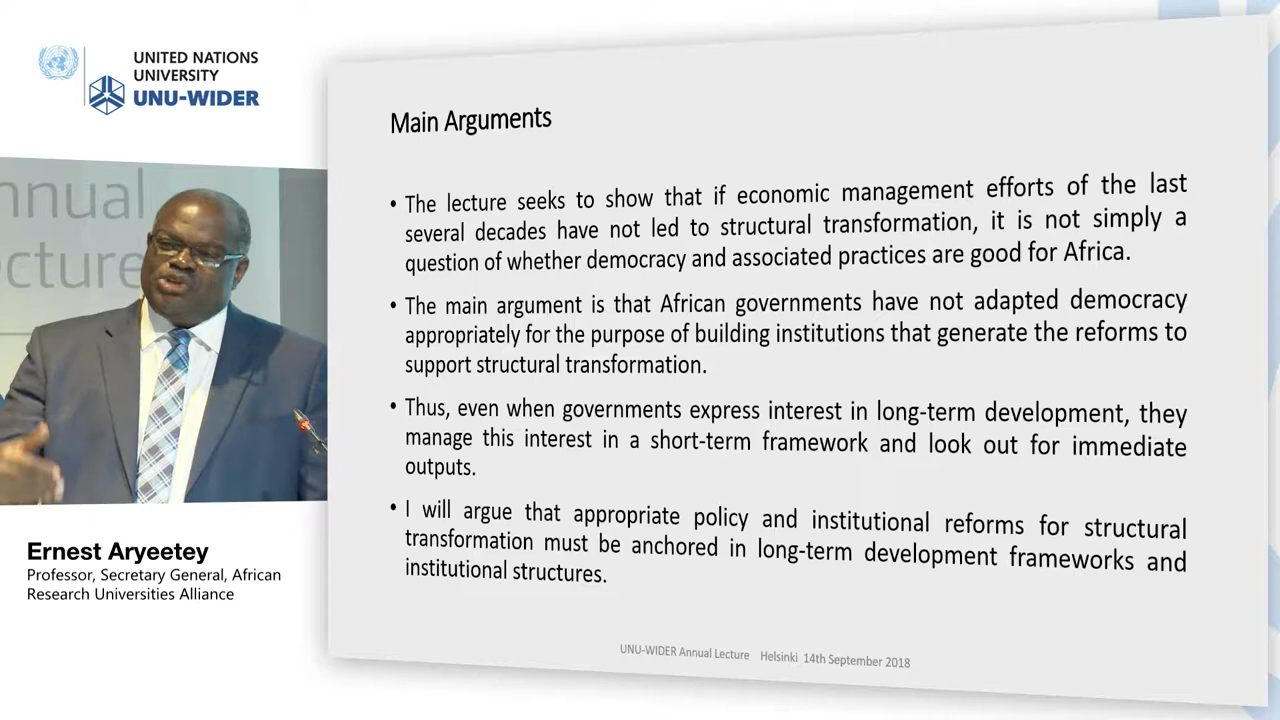 UNITED NATIONS
UNIVERSITY
UNU-WIDER
nnual
cture
Ernest Aryeetey
Professor, Secretary General, African
Research Universities Alliance
Main Arguments
• The lecture seeks to show that if economic management efforts of the last
several decades have not led to structural transformation, it is not simply a
question of whether democracy and associated practices are good for Africa.
• The main argument is that African governments have not adapted democracy
appropriately for the purpose of building institutions that generate the reforms to
support structural transformation.
• Thus, even when governments express interest in long-term development, they
manage this interest in a short-term framework and look out for immediate
outputs.
• I will argue that appropriate policy and institutional reforms for structural
transformation must be anchored in long-term development frameworks and
institutional structures.
UNU-WIDER Annual Lecture Helsinki 14th September 2018